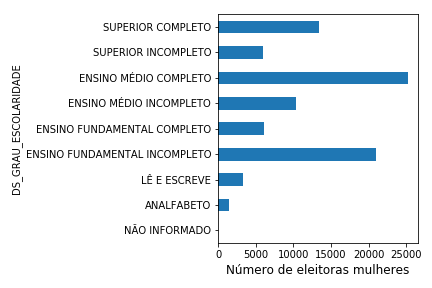 DS_GRAU_ESCOLARIDADE
SUPERIOR COMPLETO
SUPERIOR INCOMPLETO
ENSINO MÉDIO COMPLETO
ENSINO MÉDIO INCOMPLETO
ENSINO FUNDAMENTAL COMPLETO
ENSINO FUNDAMENTAL INCOMPLETO
LÊ E ESCREVE
ANALFABETO
NÃO INFORMADO
0 5000 10000 15000 20000 25000
Número de eleitoras mulheres